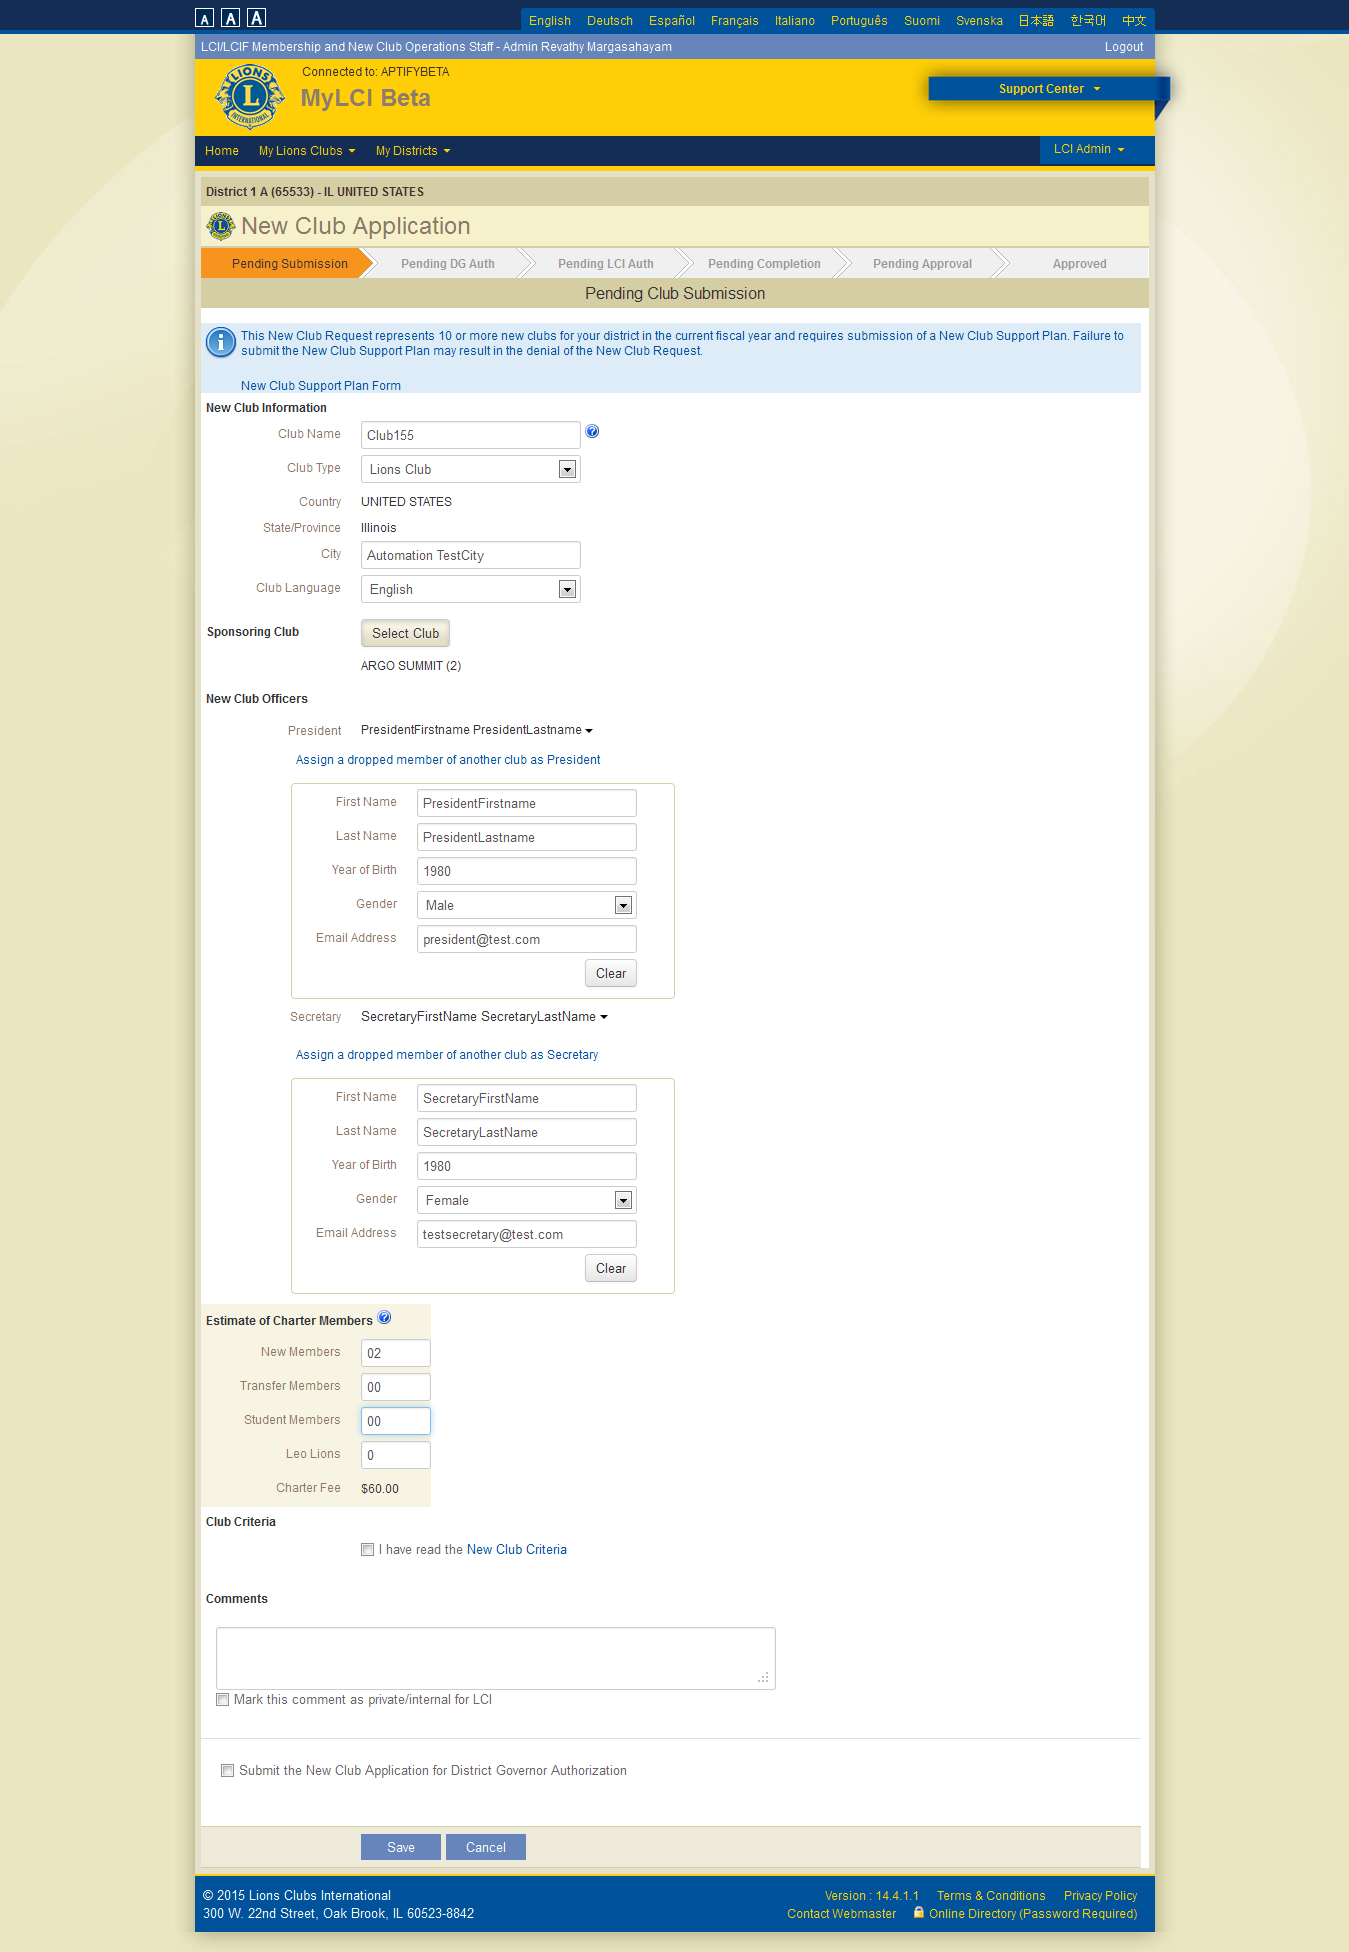 A A A
English Deutsch Español Français Italiano Português Suomi Svenska 日本語 한국어 中文
LCI/LCIF Membership and New Club Operations Staff - Admin Revathy Margasahayam Logout
LIONS L INTERNATIONAL
Connected to: APTIFYBETA
MyLCI Beta
Support Center
Home My Lions Clubs My Districts LCI Admin
District 1 A (65533) - IL UNITED STATES
New Club Application
Pending Submission Pending DG Auth Pending LCI Auth Pending Completion Pending Approval Approved
Pending Club Submission
This New Club Request represents 10 or more new clubs for your district in the current fiscal year and requires submission of a New Club Support Plan. Failure to
submit the New Club Support Plan may result in the denial of the New Club Request.
New Club Support Plan Form
New Club Information
Club Name Club155
Club Type Lions Club
Country UNITED STATES
State/Province Illinois
City Automation TestCity
Club Language English
Sponsoring Club Select Club
ARGO SUMMIT (2)
New Club Officers
President PresidentFirstname PresidentLastname
Assign a dropped member of another club as President
First Name PresidentFirstname
Last Name PresidentLastname
Year of Birth 1980
Gender Male
Email Address president@test.com
Clear
Secretary SecretaryFirstName SecretaryLastName
Assign a dropped member of another club as Secretary
First Name SecretaryFirstName
Last Name SecretaryLastName
Year of Birth 1980
Gender Female
Email Address testsecretary@test.com
Clear
Estimate of Charter Members
New Members 02
Transfer Members 00
Student Members 00
Leo Lions 0
Charter Fee $60.00
Club Criteria
I have read the New Club Criteria
Comments
Mark this comment as private/internal for LCI
Submit the New Club Application for District Governor Authorization
Save Cancel
© 2015 Lions Clubs International Version : 14.4.1.1 Terms & Conditions Privacy Policy
300 W. 22nd Street, Oak Brook, IL 60523-8842 Contact Webmaster Online Directory (Password Required)